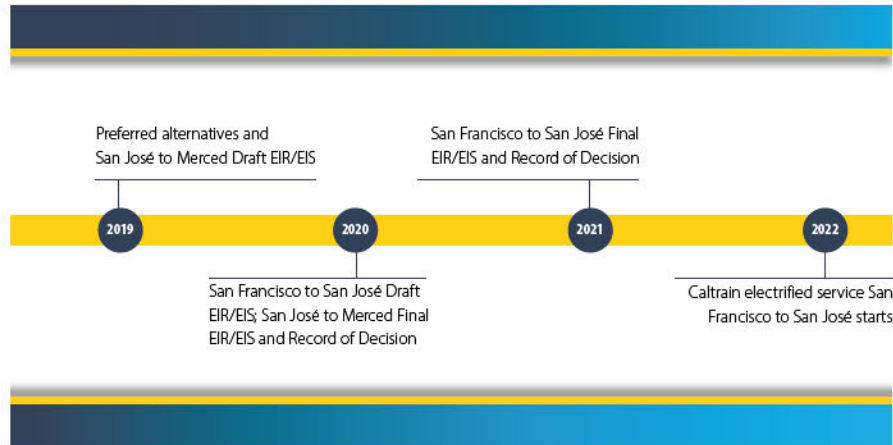 Preferred alternatives and
San José to Merced Draft EIR/EIS
San Francisco to San José Final
EIR/EIS and Record of Decision
2019
2020
2021
2022
San Francisco to San José Draft
EIR/EIS; San José to Merced Final
EIR/EIS and Record of Decision
Caltrain electrified service San
Francisco to San José starts